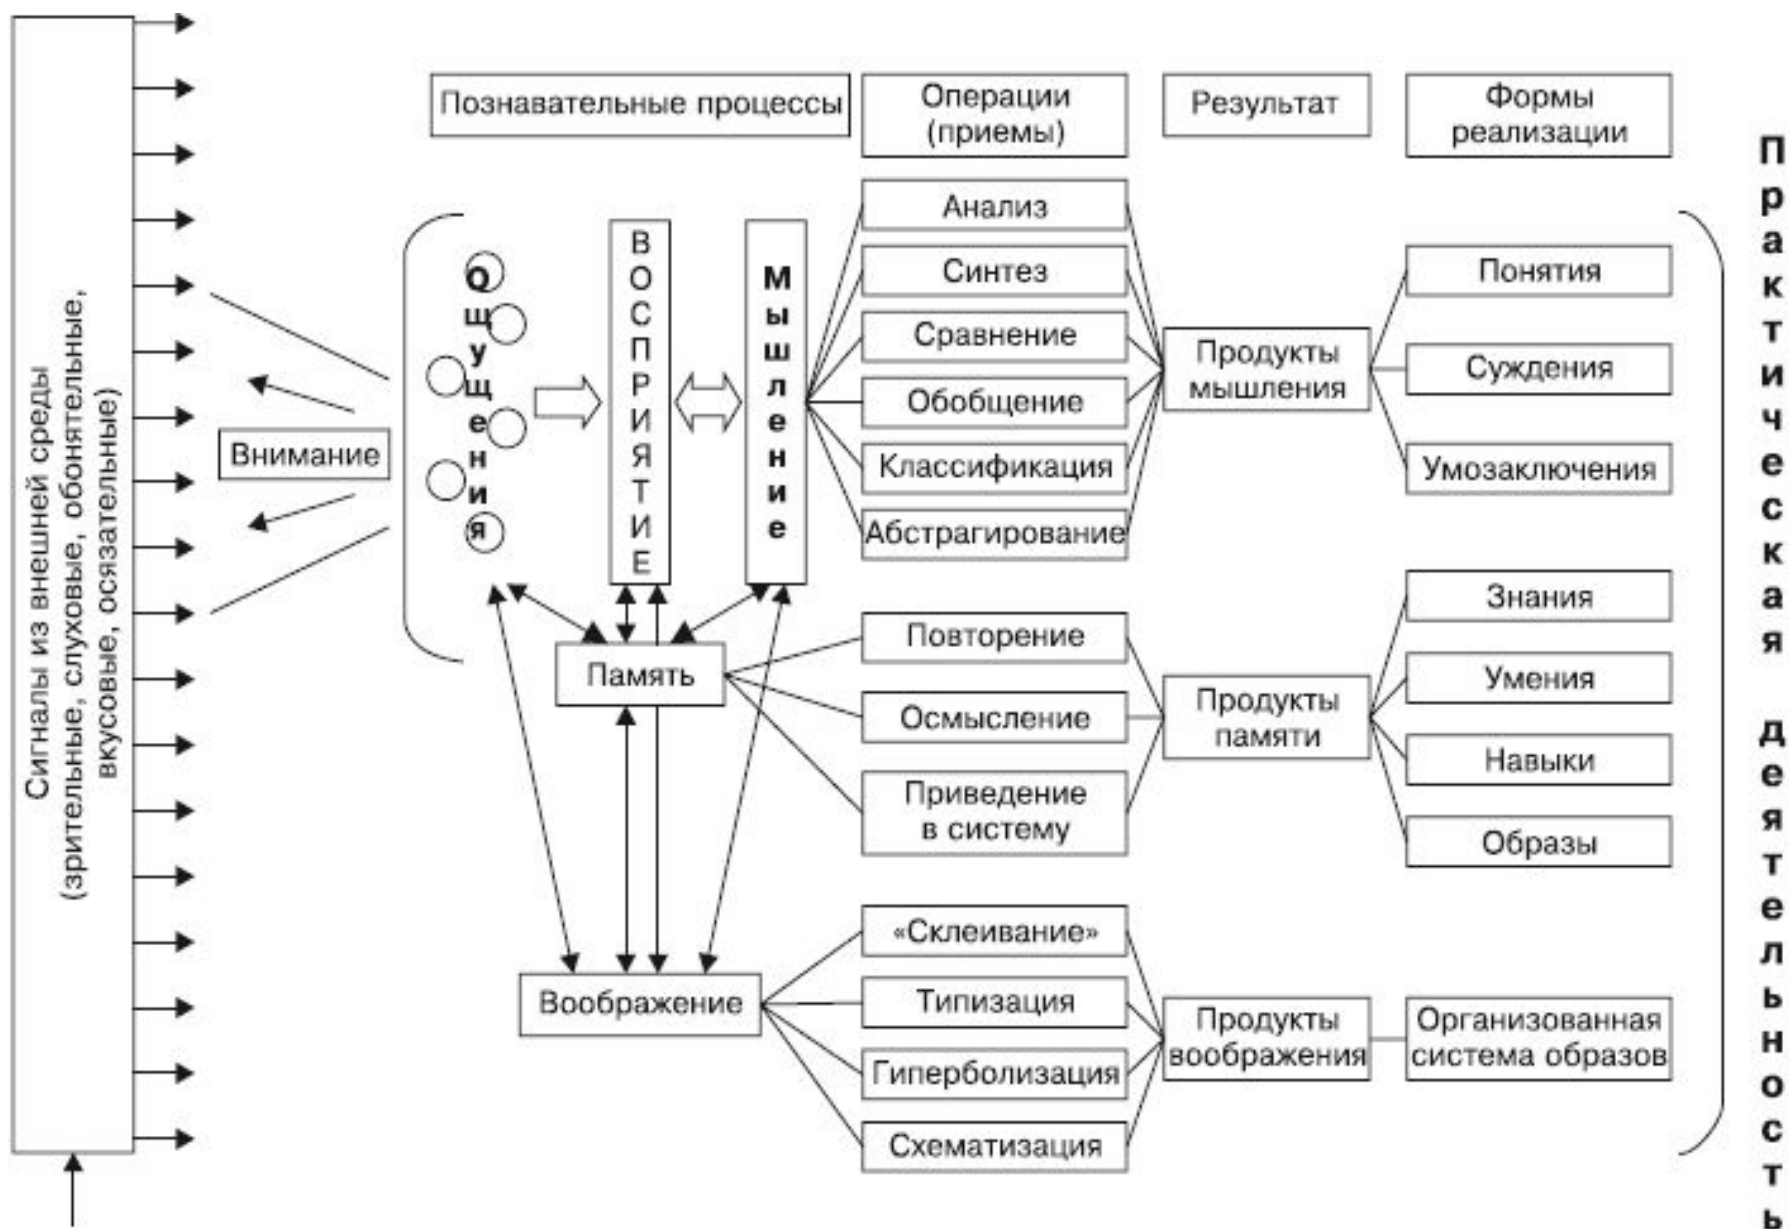 Сигналы из внешней среды
(зрительные, слуховые, обонятельные,
вкусовые, осязательные)
Познавательные процессы
Операции
(приемы)
Результат
Формы
реализации
Внимание
Ощущения
ВОСПРИЯТИЕ
Мышление
Анализ
Синтез
Сравнение
Обобщение
Классификация
Абстрагирование
Продукты
мышления
Понятия
Суждения
Умозаключения
Память
Повторение
Осмысление
Приведение
в систему
Продукты
памяти
Знания
Умения
Навыки
Образы
Воображение
«Склеивание»
Типизация
Гиперболизация
Схематизация
Продукты
воображения
Организованная
система образов
Практическая деятельность